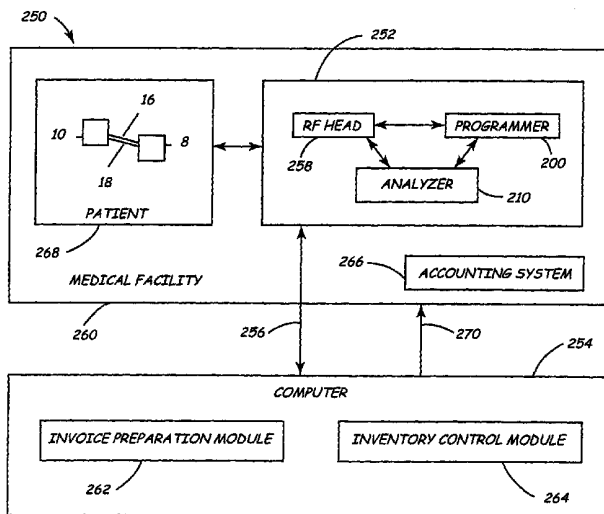 250
252
16
10
8
18
RF HEAD
PROGRAMMER
258
200
ANALYZER
210
PATIENT
268
266
ACCOUNTING SYSTEM
MEDICAL FACILITY
260
256
270
254
COMPUTER
INVOICE PREPARATION MODULE
INVENTORY CONTROL MODULE
262
264